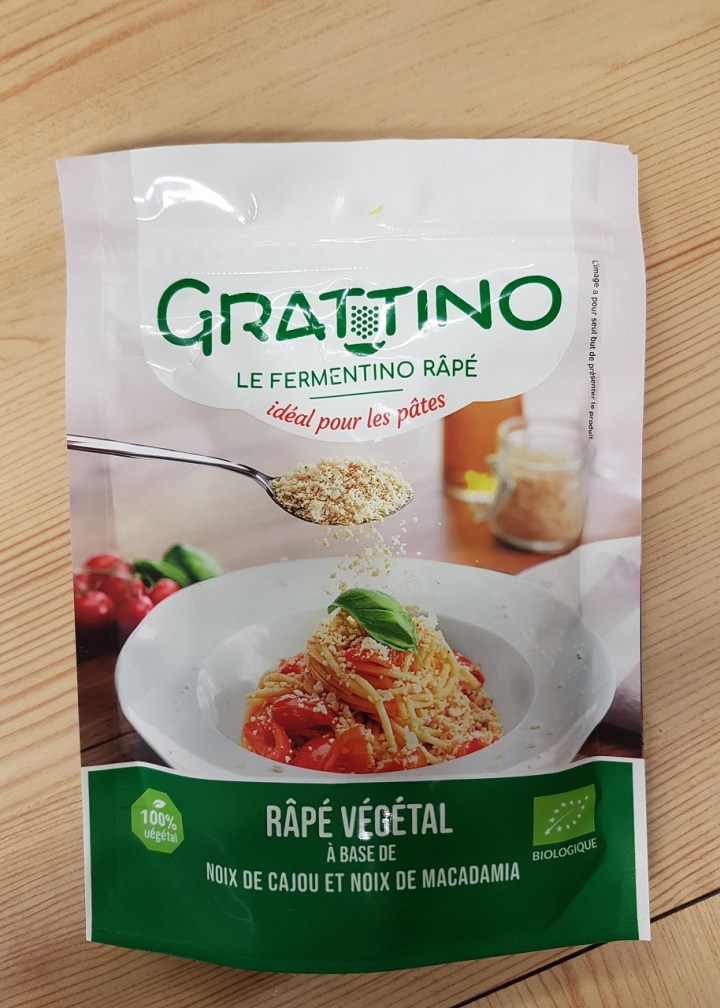 GRATTINO
LE FERMENTINO RÂPÉ
idéal pour les pâtes
L'image a pour seul but de présenter le produit.
RÂPÉ VÉGÉTAL
À BASE DE
NOIX DE CAJOU ET NOIX DE MACADAMIA
100%
végétal
BIOLOGIQUE